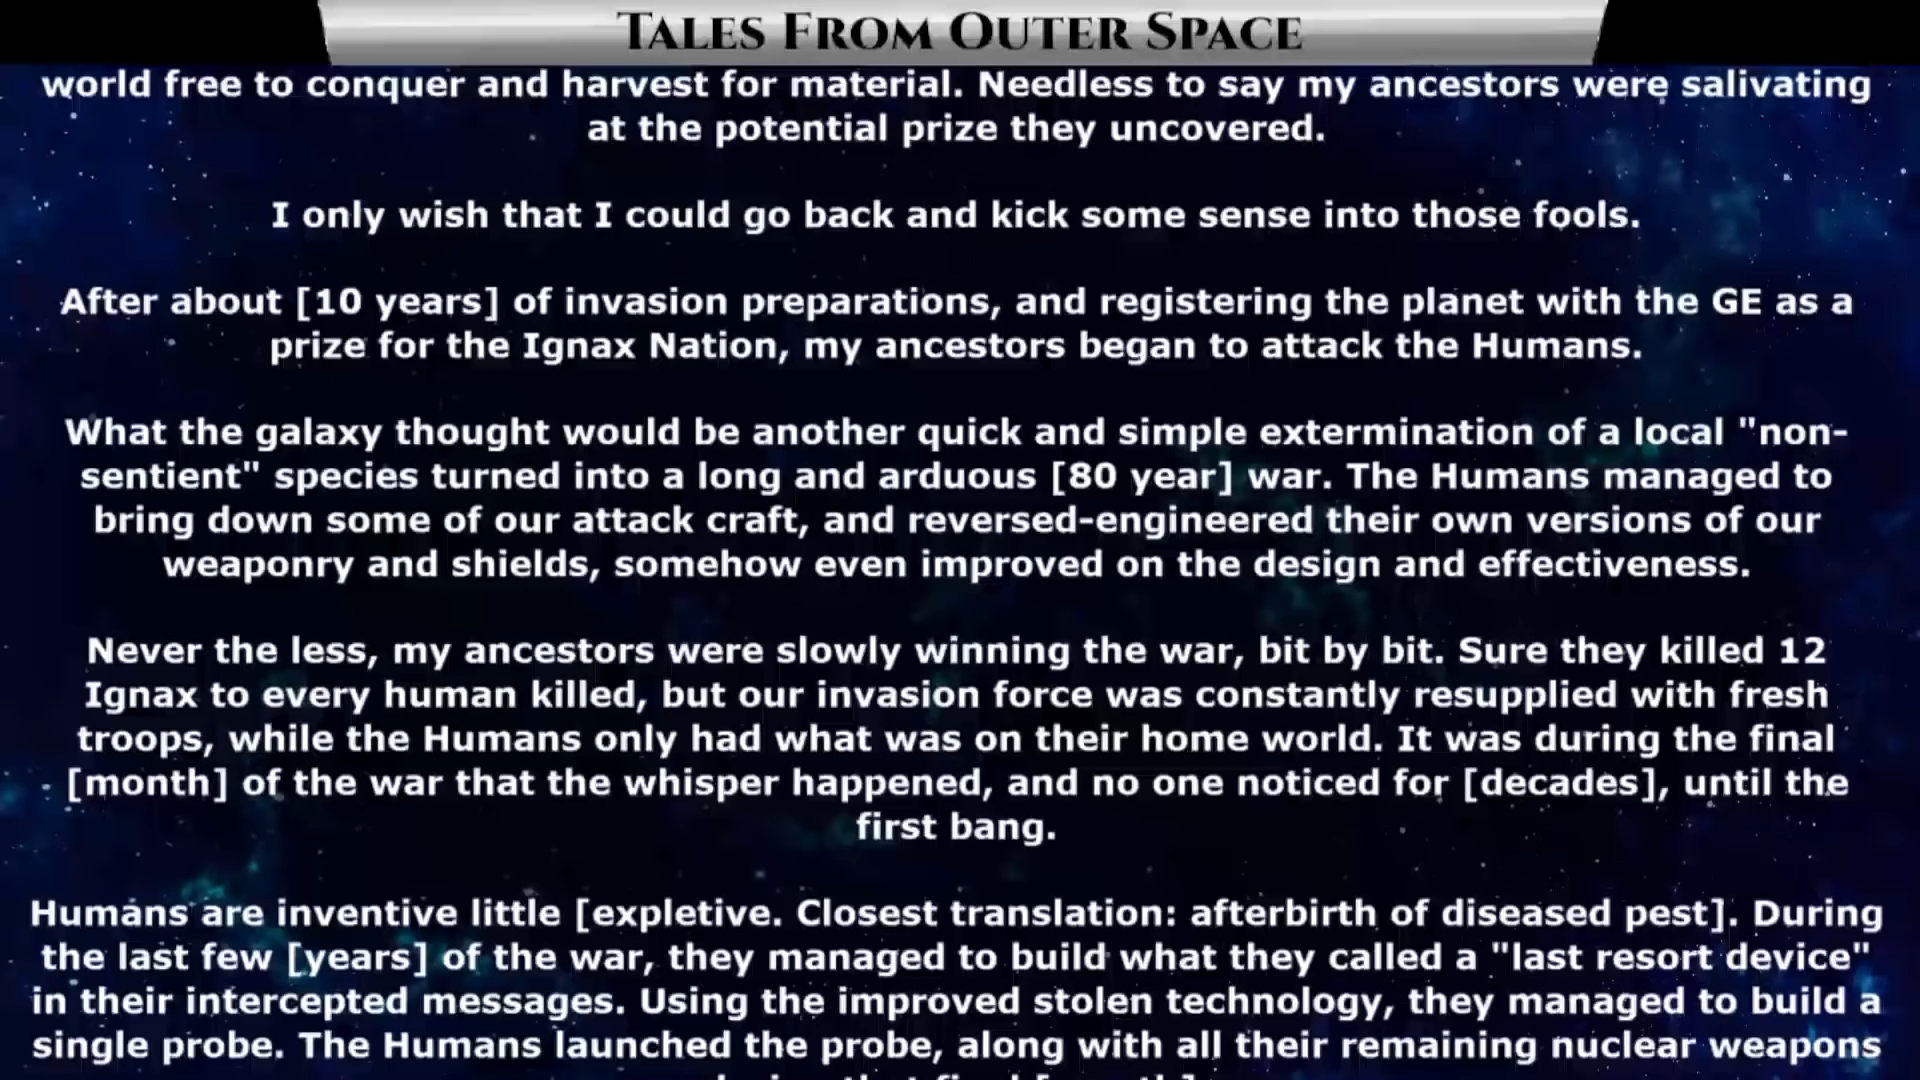 TALES FROM OUTER SPACE
world free to conquer and harvest for material. Needless to say my ancestors were salivating
at the potential prize they uncovered.
I only wish that I could go back and kick some sense into those fools.
After about [10 years] of invasion preparations, and registering the planet with the GE as a
prize for the Ignax Nation, my ancestors began to attack the Humans.
What the galaxy thought would be another quick and simple extermination of a local "non-
sentient" species turned into a long and arduous [80 year] war. The Humans managed to
bring down some of our attack craft, and reversed-engineered their own versions of our
weaponry and shields, somehow even improved on the design and effectiveness.
Never the less, my ancestors were slowly winning the war, bit by bit. Sure they killed 12
Ignax to every human killed, but our invasion force was constantly resupplied with fresh
troops, while the Humans only had what was on their home world. It was during the final
[month] of the war that the whisper happened, and no one noticed for [decades], until the
first bang.
Humans are inventive little [expletive. Closest translation: afterbirth of diseased pest]. During
the last few [years] of the war, they managed to build what they called a "last resort device"
in their intercepted messages. Using the improved stolen technology, they managed to build a
single probe. The Humans launched the probe, along with all their remaining nuclear weapons